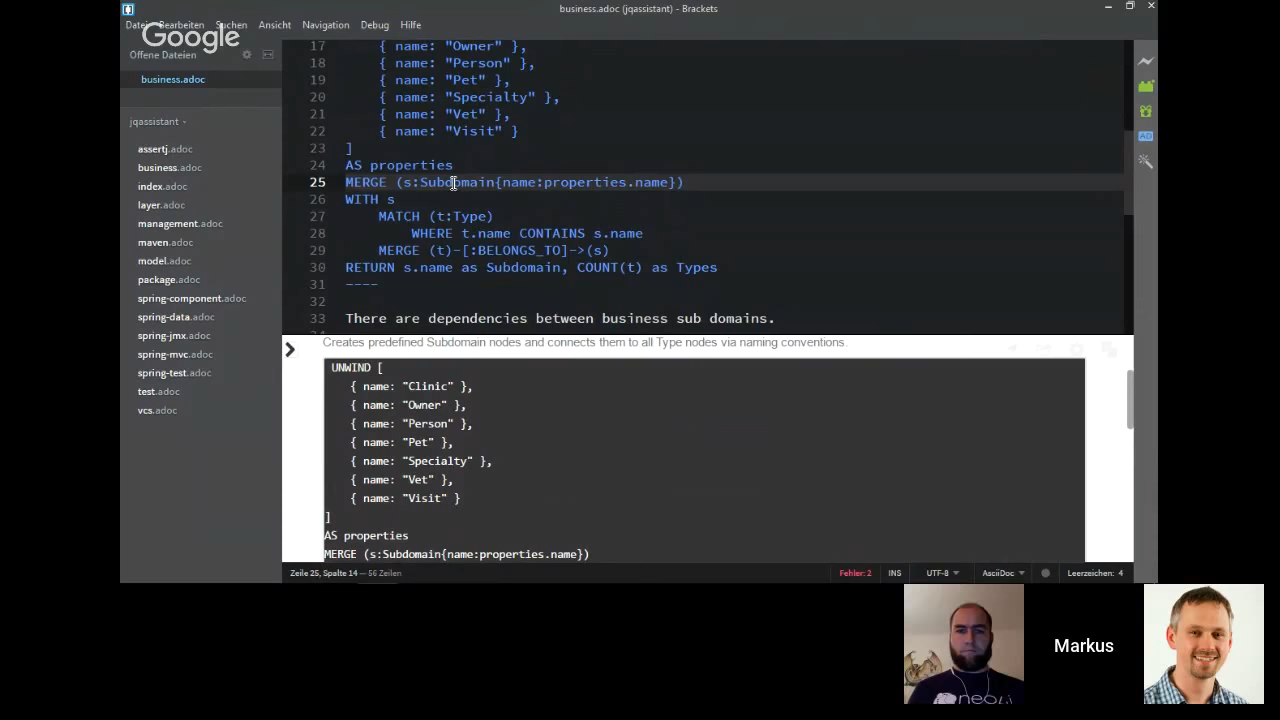 business.adoc (jqassistant) - Brackets
Datei Bearbeiten Suchen Ansicht Navigation Debug Hilfe
Google
Offene Dateien
business.adoc
jqassistant
assertj.adoc
business.adoc
index.adoc
layer.adoc
management.adoc
maven.adoc
model.adoc
package.adoc
spring-component.adoc
spring-data.adoc
spring-jmx.adoc
spring-mvc.adoc
spring-test.adoc
test.adoc
vcs.adoc
17 { name: "Owner" },
18 { name: "Person" },
19 { name: "Pet" },
20 { name: "Specialty" },
21 { name: "Vet" },
22 { name: "Visit" }
23 ]
24 AS properties
25 MERGE (s:Subdomain{name:properties.name})
26 WITH s
27 MATCH (t:Type)
28 WHERE t.name CONTAINS s.name
29 MERGE (t)-[:BELONGS_TO]->(s)
30 RETURN s.name as Subdomain, COUNT(t) as Types
31 ----
32
33 There are dependencies between business sub domains.
Creates predefined Subdomain nodes and connects them to all Type nodes via naming conventions.
UNWIND [
{ name: "Clinic" },
{ name: "Owner" },
{ name: "Person" },
{ name: "Pet" },
{ name: "Specialty" },
{ name: "Vet" },
{ name: "Visit" }
]
AS properties
MERGE (s:Subdomain{name:properties.name})
Zeile 25, Spalte 14 — 56 Zeilen
Fehler: 2 INS UTF-8 AsciiDoc Leerzeichen: 4
Markus